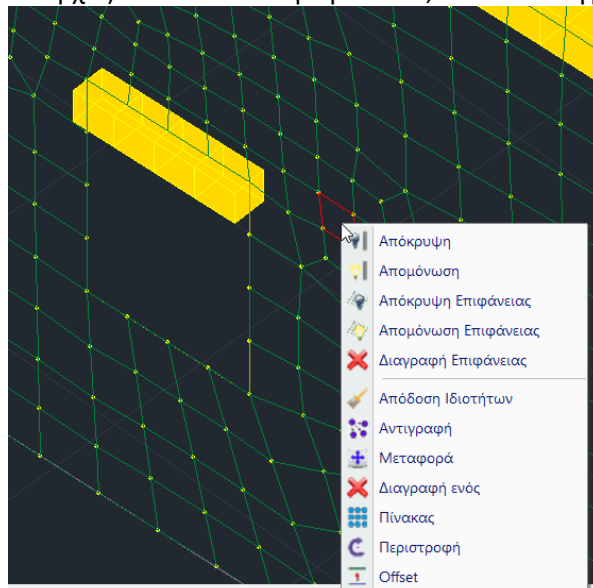 Απόκρυψη
Απομόνωση
Απόκρυψη Επιφάνειας
Απομόνωση Επιφάνειας
Διαγραφή Επιφάνειας
Απόδοση Ιδιοτήτων
Αντιγραφή
Μεταφορά
Διαγραφή ενός
Πίνακας
Περιστροφή
Offset